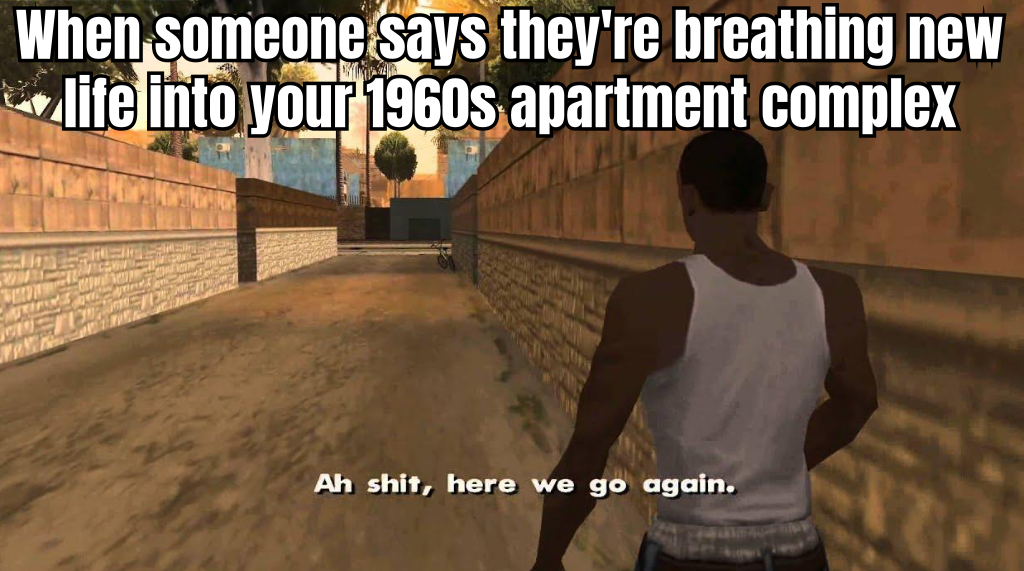 When someone says they're breathing new
life into your 1960s apartment complex
Ah shit, here we go again.